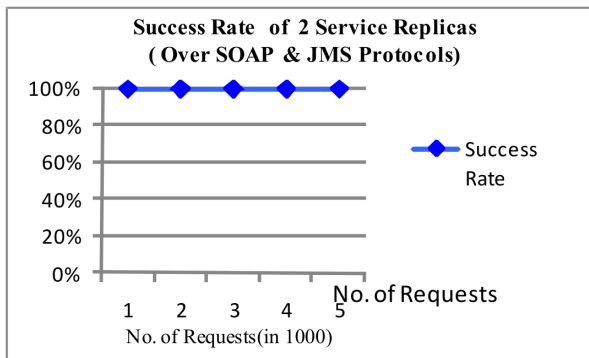 Success Rate of 2 Service Replicas
( Over SOAP & JMS Protocols)
100%
80%
60%
40%
20%
0%
1 2 3 4 5
No. of Requests
No. of Requests(in 1000)
Success
Rate